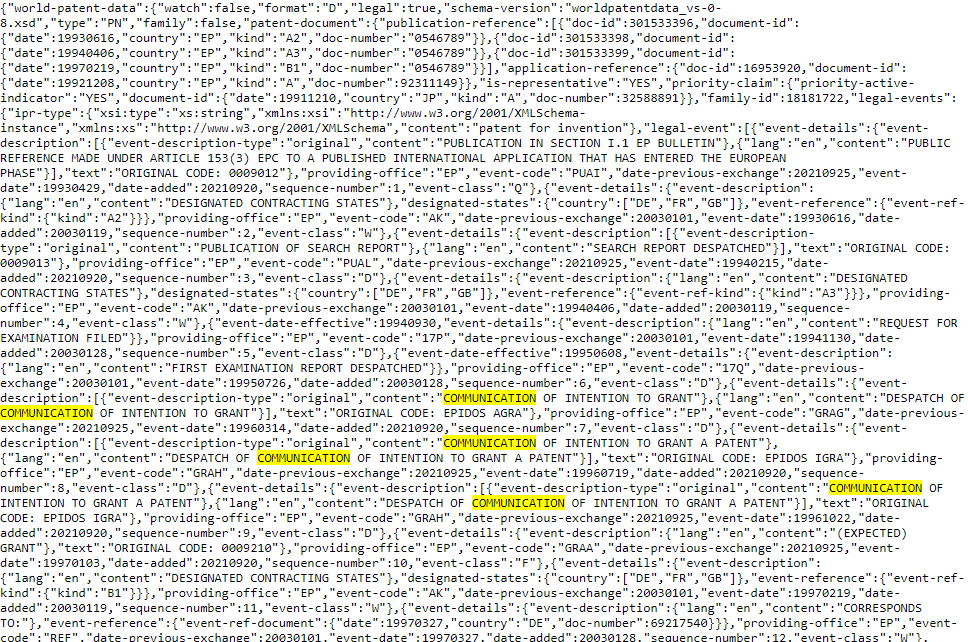 {"world-patent-data":{"watch":false,"format":"D","legal":true,"schema-version":"worldpatentdata_vs-0-
8.xsd","type":"PN","family":false,"patent-document":{"publication-reference":[{"doc-id":301533396,"document-id":
{"date":19930616,"country":"EP","kind":"A2","doc-number":"0546789"}},{"doc-id":301533398,"document-id":
{"date":19940406,"country":"EP","kind":"A3","doc-number":"0546789"}},{"doc-id":301533399,"document-id":
{"date":19970219,"country":"EP","kind":"B1","doc-number":"0546789"}}],"application-reference":{"doc-id":16953920,"document-id":
{"date":19921208,"country":"EP","kind":"A","doc-number":92311149}},"is-representative":"YES","priority-claim":{"priority-active-
indicator":"YES","document-id":{"date":19911210,"country":"JP","kind":"A","doc-number":32588891}},"family-id":18181722,"legal-events":
{"ipr-type":{"xsi:type":"xs:string","xmlns:xsi":"http://www.w3.org/2001/XMLSchema-
instance","xmlns:xs":"http://www.w3.org/2001/XMLSchema","content":"patent for invention"},"legal-event":[{"event-details":{"event-
description":[{"event-description-type":"original","content":"PUBLICATION IN SECTION I.1 EP BULLETIN"},{"lang":"en","content":"PUBLIC
REFERENCE MADE UNDER ARTICLE 153(3) EPC TO A PUBLISHED INTERNATIONAL APPLICATION THAT HAS ENTERED THE EUROPEAN
PHASE"}],"text":"ORIGINAL CODE: 0009012"},"providing-office":"EP","event-code":"PUAI","date-previous-exchange":20210925,"event-
date":19930429,"date-added":20210920,"sequence-number":1,"event-class":"Q"},{"event-details":{"event-description":
{"lang":"en","content":"DESIGNATED CONTRACTING STATES"},"designated-states":{"country":["DE","FR","GB"]},"event-reference":{"event-ref-
kind":{"kind":"A2"}}},"providing-office":"EP","event-code":"AK","date-previous-exchange":20030101,"event-date":19930616,"date-
added":20030119,"sequence-number":2,"event-class":"W"},{"event-details":{"event-description":[{"event-description-
type":"original","content":"PUBLICATION OF SEARCH REPORT"},{"lang":"en","content":"SEARCH REPORT DESPATCHED"}],"text":"ORIGINAL CODE:
0009013"},"providing-office":"EP","event-code":"PUAL","date-previous-exchange":20210925,"event-date":19940215,"date-
added":20210920,"sequence-number":3,"event-class":"D"},{"event-details":{"event-description":{"lang":"en","content":"DESIGNATED
CONTRACTING STATES"},"designated-states":{"country":["DE","FR","GB"]},"event-reference":{"event-ref-kind":{"kind":"A3"}}},"providing-
office":"EP","event-code":"AK","date-previous-exchange":20030101,"event-date":19940406,"date-added":20030119,"sequence-
number":4,"event-class":"W"},{"event-date-effective":19940930,"event-details":{"event-description":{"lang":"en","content":"REQUEST FOR
EXAMINATION FILED"}},"providing-office":"EP","event-code":"17P","date-previous-exchange":20030101,"event-date":19941130,"date-
added":20030128,"sequence-number":5,"event-class":"D"},{"event-date-effective":19950608,"event-details":{"event-description":
{"lang":"en","content":"FIRST EXAMINATION REPORT DESPATCHED"}},"providing-office":"EP","event-code":"17Q","date-previous-
exchange":20030101,"event-date":19950726,"date-added":20030128,"sequence-number":6,"event-class":"D"},{"event-details":{"event-
description":[{"event-description-type":"original","content":"COMMUNICATION OF INTENTION TO GRANT"},{"lang":"en","content":"DESPATCH OF
COMMUNICATION OF INTENTION TO GRANT"}],"text":"ORIGINAL CODE: EPIDOS AGRA"},"providing-office":"EP","event-code":"GRAG","date-previous-
exchange":20210925,"event-date":19960314,"date-added":20210920,"sequence-number":7,"event-class":"D"},{"event-details":{"event-
description":[{"event-description-type":"original","content":"COMMUNICATION OF INTENTION TO GRANT A PATENT"},
{"lang":"en","content":"DESPATCH OF COMMUNICATION OF INTENTION TO GRANT A PATENT"}],"text":"ORIGINAL CODE: EPIDOS IGRA"},"providing-
office":"EP","event-code":"GRAH","date-previous-exchange":20210925,"event-date":19960719,"date-added":20210920,"sequence-
number":8,"event-class":"D"},{"event-details":{"event-description":[{"event-description-type":"original","content":"COMMUNICATION OF
INTENTION TO GRANT A PATENT"},{"lang":"en","content":"DESPATCH OF COMMUNICATION OF INTENTION TO GRANT A PATENT"}],"text":"ORIGINAL
CODE: EPIDOS IGRA"},"providing-office":"EP","event-code":"GRAH","date-previous-exchange":20210925,"event-date":19961022,"date-
added":20210920,"sequence-number":9,"event-class":"D"},{"event-details":{"event-description":{"lang":"en","content":"(EXPECTED)
GRANT"},"text":"ORIGINAL CODE: 0009210"},"providing-office":"EP","event-code":"GRAA","date-previous-exchange":20210925,"event-
date":19970103,"date-added":20210920,"sequence-number":10,"event-class":"F"},{"event-details":{"event-description":
{"lang":"en","content":"DESIGNATED CONTRACTING STATES"},"designated-states":{"country":["DE","FR","GB"]},"event-reference":{"event-ref-
kind":{"kind":"B1"}}},"providing-office":"EP","event-code":"AK","date-previous-exchange":20030101,"event-date":19970219,"date-
added":20030119,"sequence-number":11,"event-class":"W"},{"event-details":{"event-description":{"lang":"en","content":"CORRESPONDS
TO:"},"event-reference":{"event-ref-document":{"date":19970327,"country":"DE","doc-number":69217540}}},"providing-office":"EP","event-
code":"REF","date-previous-exchange":20030101,"event-date":19970327,"date-added":20030128,"sequence-number":12,"event-class":"W"},